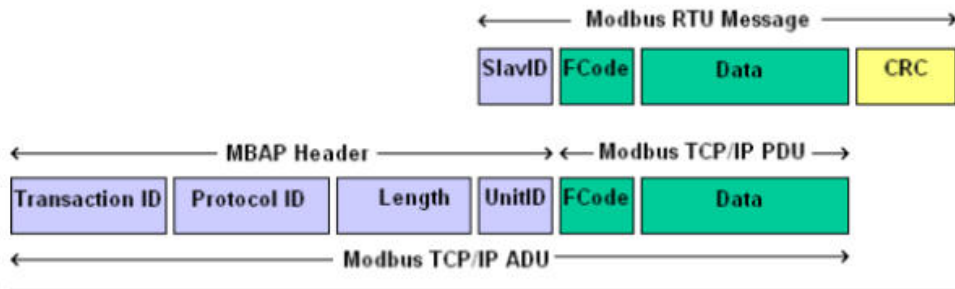 Modbus RTU Message
SlavID FCode Data CRC
MBAP Header Modbus TCP/IP PDU
Transaction ID Protocol ID Length UnitID FCode Data
Modbus TCP/IP ADU